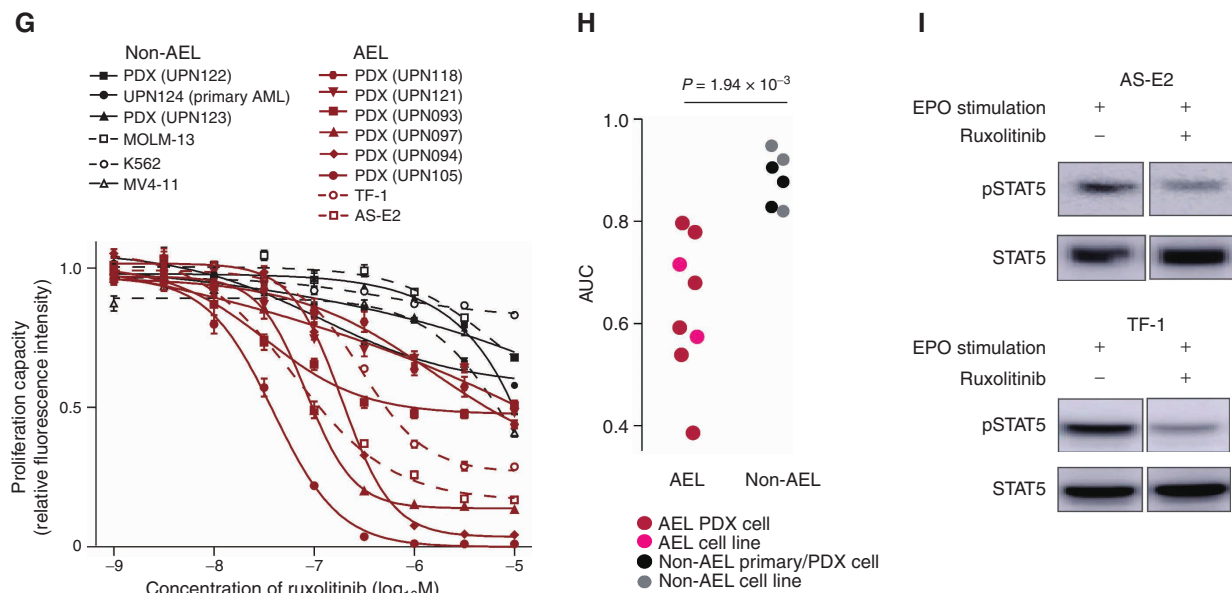 G
Non-AEL
PDX (UPN122)
UPN124 (primary AML)
PDX (UPN123)
MOLM-13
K562
MV4-11
AEL
PDX (UPN118)
PDX (UPN121)
PDX (UPN093)
PDX (UPN097)
PDX (UPN094)
PDX (UPN105)
TF-1
AS-E2
Proliferation capacity
(relative fluorescence intensity)
1.0
0.5
0
−9
−8
−7
−6
−5
Concentration of ruxolitinib (log₁₀M)
H
P = 1.94 × 10⁻³
AUC
1.0
0.8
0.6
0.4
AEL
Non-AEL
AEL PDX cell
AEL cell line
Non-AEL primary/PDX cell
Non-AEL cell line
I
AS-E2
EPO stimulation + +
Ruxolitinib − +
pSTAT5
STAT5
TF-1
EPO stimulation + +
Ruxolitinib − +
pSTAT5
STAT5